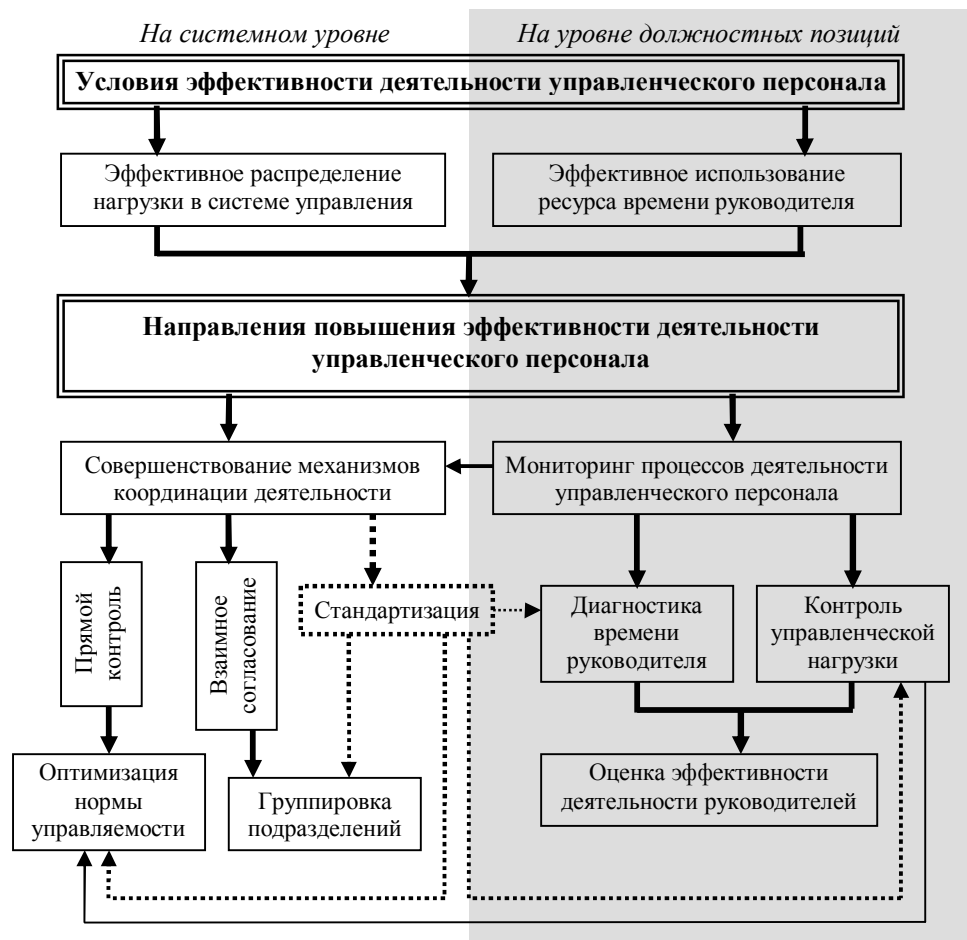 На системном уровне
На уровне должностных позиций
Условия эффективности деятельности управленческого персонала
Эффективное распределение
нагрузки в системе управления
Эффективное использование
ресурса времени руководителя
Направления повышения эффективности деятельности
управленческого персонала
Совершенствование механизмов
координации деятельности
Мониторинг процессов деятельности
управленческого персонала
Прямой
контроль
Взаимное
согласование
Стандартизация
Диагностика
времени
руководителя
Контроль
управленческой
нагрузки
Оптимизация
нормы
управляемости
Группировка
подразделений
Оценка эффективности
деятельности руководителей